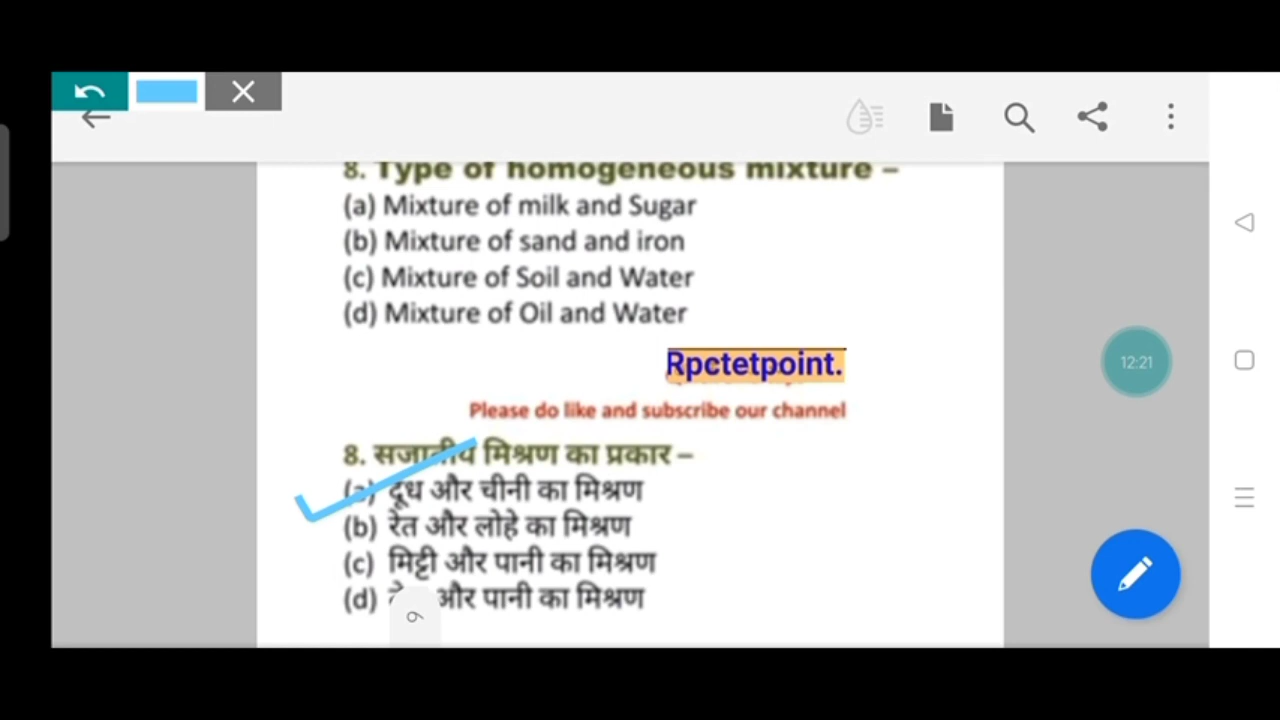 8. Type of homogeneous mixture –
(a) Mixture of milk and Sugar
(b) Mixture of sand and iron
(c) Mixture of Soil and Water
(d) Mixture of Oil and Water
Rpctetpoint.
Please do like and subscribe our channel
12:21
8. सजातीय मिश्रण का प्रकार –
(a) दूध और चीनी का मिश्रण
(b) रेत और लोहे का मिश्रण
(c) मिट्टी और पानी का मिश्रण
(d) और पानी का मिश्रण
6